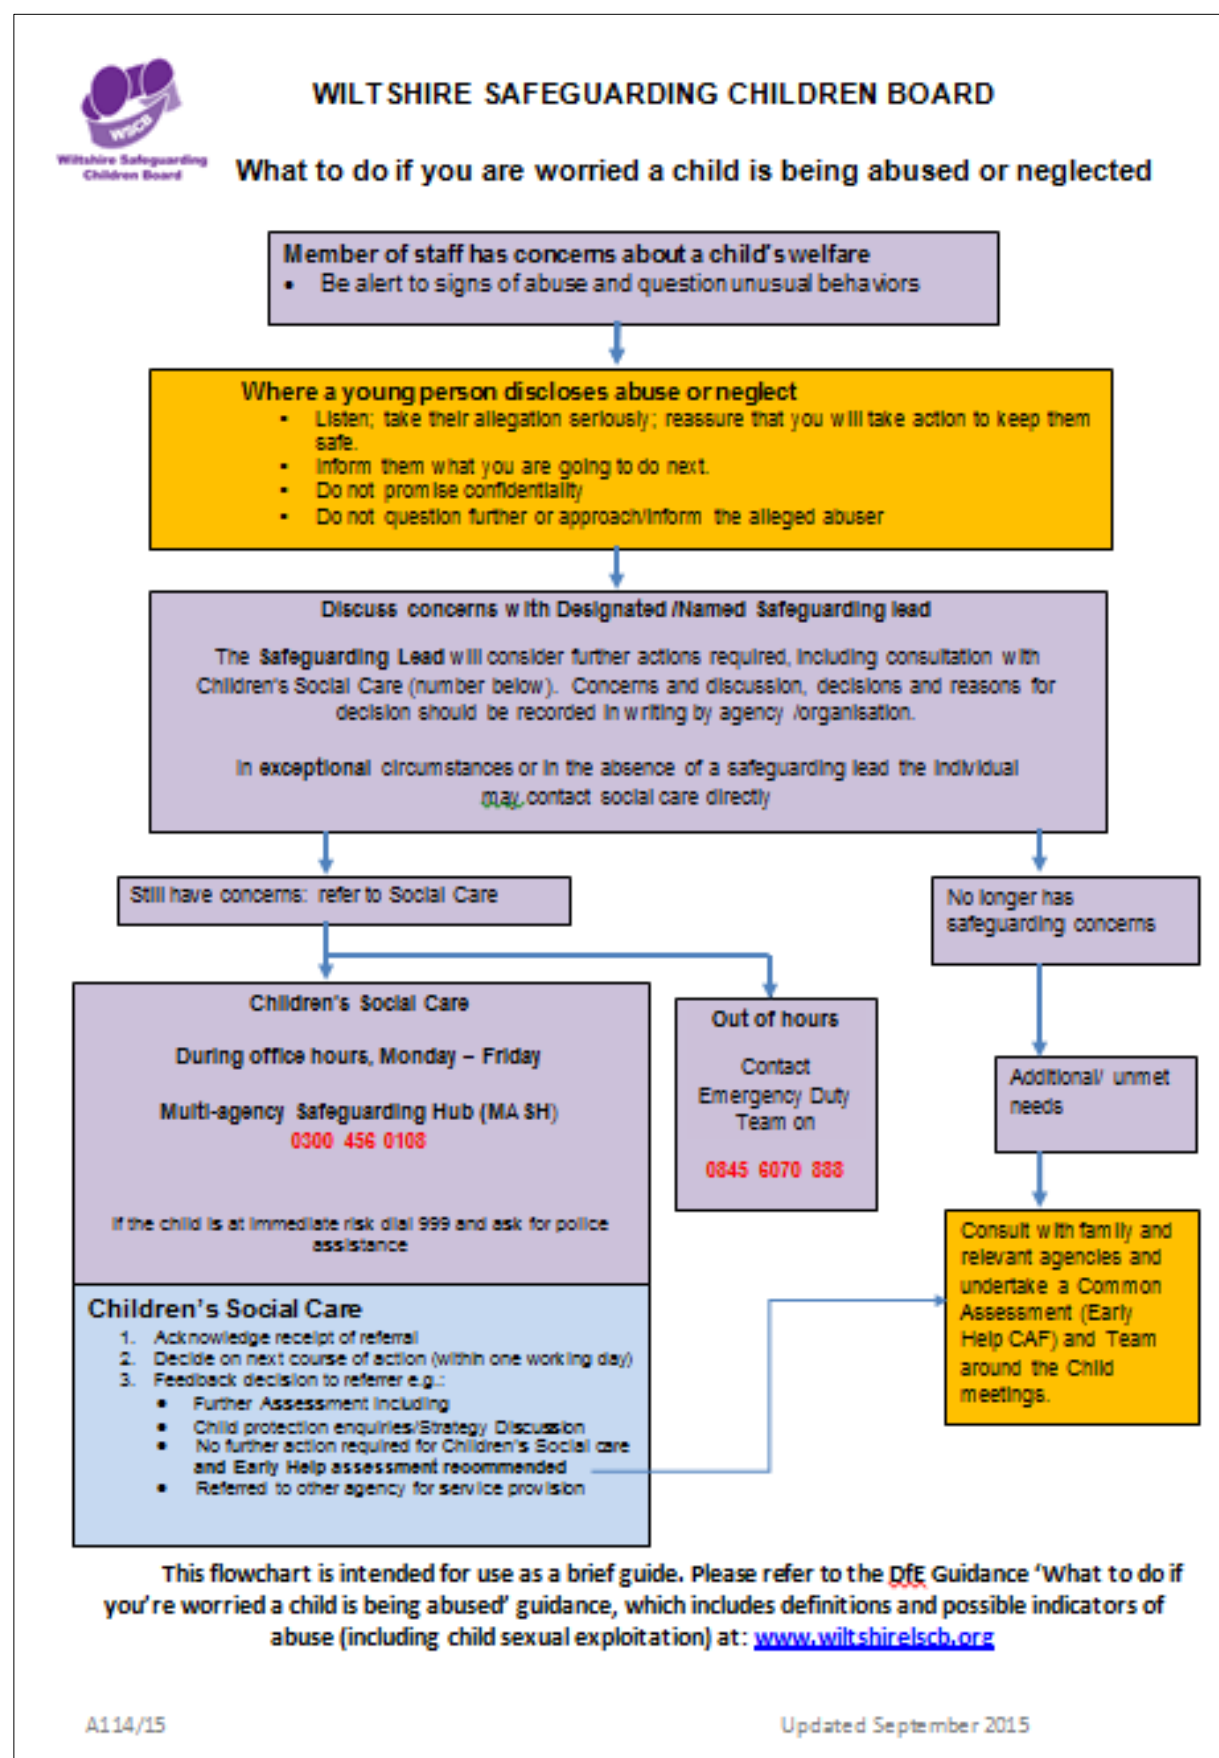 WSCB
Wiltshire Safeguarding
Children Board
WILTSHIRE SAFEGUARDING CHILDREN BOARD
What to do if you are worried a child is being abused or neglected
Member of staff has concerns about a child's welfare
• Be alert to signs of abuse and question unusual behaviors
Where a young person discloses abuse or neglect
▪ Listen; take their allegation seriously; reassure that you will take action to keep them
safe.
▪ Inform them what you are going to do next.
▪ Do not promise confidentiality
▪ Do not question further or approach/inform the alleged abuser
Discuss concerns with Designated /Named Safeguarding lead
The Safeguarding Lead will consider further actions required, including consultation with
Children's Social Care (number below). Concerns and discussion, decisions and reasons for
decision should be recorded in writing by agency /organisation.
In exceptional circumstances or in the absence of a safeguarding lead the individual
may contact social care directly
Still have concerns: refer to Social Care
No longer has
safeguarding concerns
Children's Social Care
During office hours, Monday – Friday
Multi-agency Safeguarding Hub (MASH)
0300 456 0108
If the child is at immediate risk dial 999 and ask for police
assistance
Out of hours
Contact
Emergency Duty
Team on
0845 6070 888
Additional/ unmet
needs
Consult with family and
relevant agencies and
undertake a Common
Assessment (Early
Help CAF) and Team
around the Child
meetings.
Children's Social Care
1. Acknowledge receipt of referral
2. Decide on next course of action (within one working day)
3. Feedback decision to referrer e.g.:
• Further Assessment including
• Child protection enquiries/Strategy Discussion
• No further action required for Children's Social care
and Early Help assessment recommended
• Referred to other agency for service provision
This flowchart is intended for use as a brief guide. Please refer to the DfE Guidance 'What to do if
you're worried a child is being abused' guidance, which includes definitions and possible indicators of
abuse (including child sexual exploitation) at: www.wiltshirelscb.org
A114/15
Updated September 2015